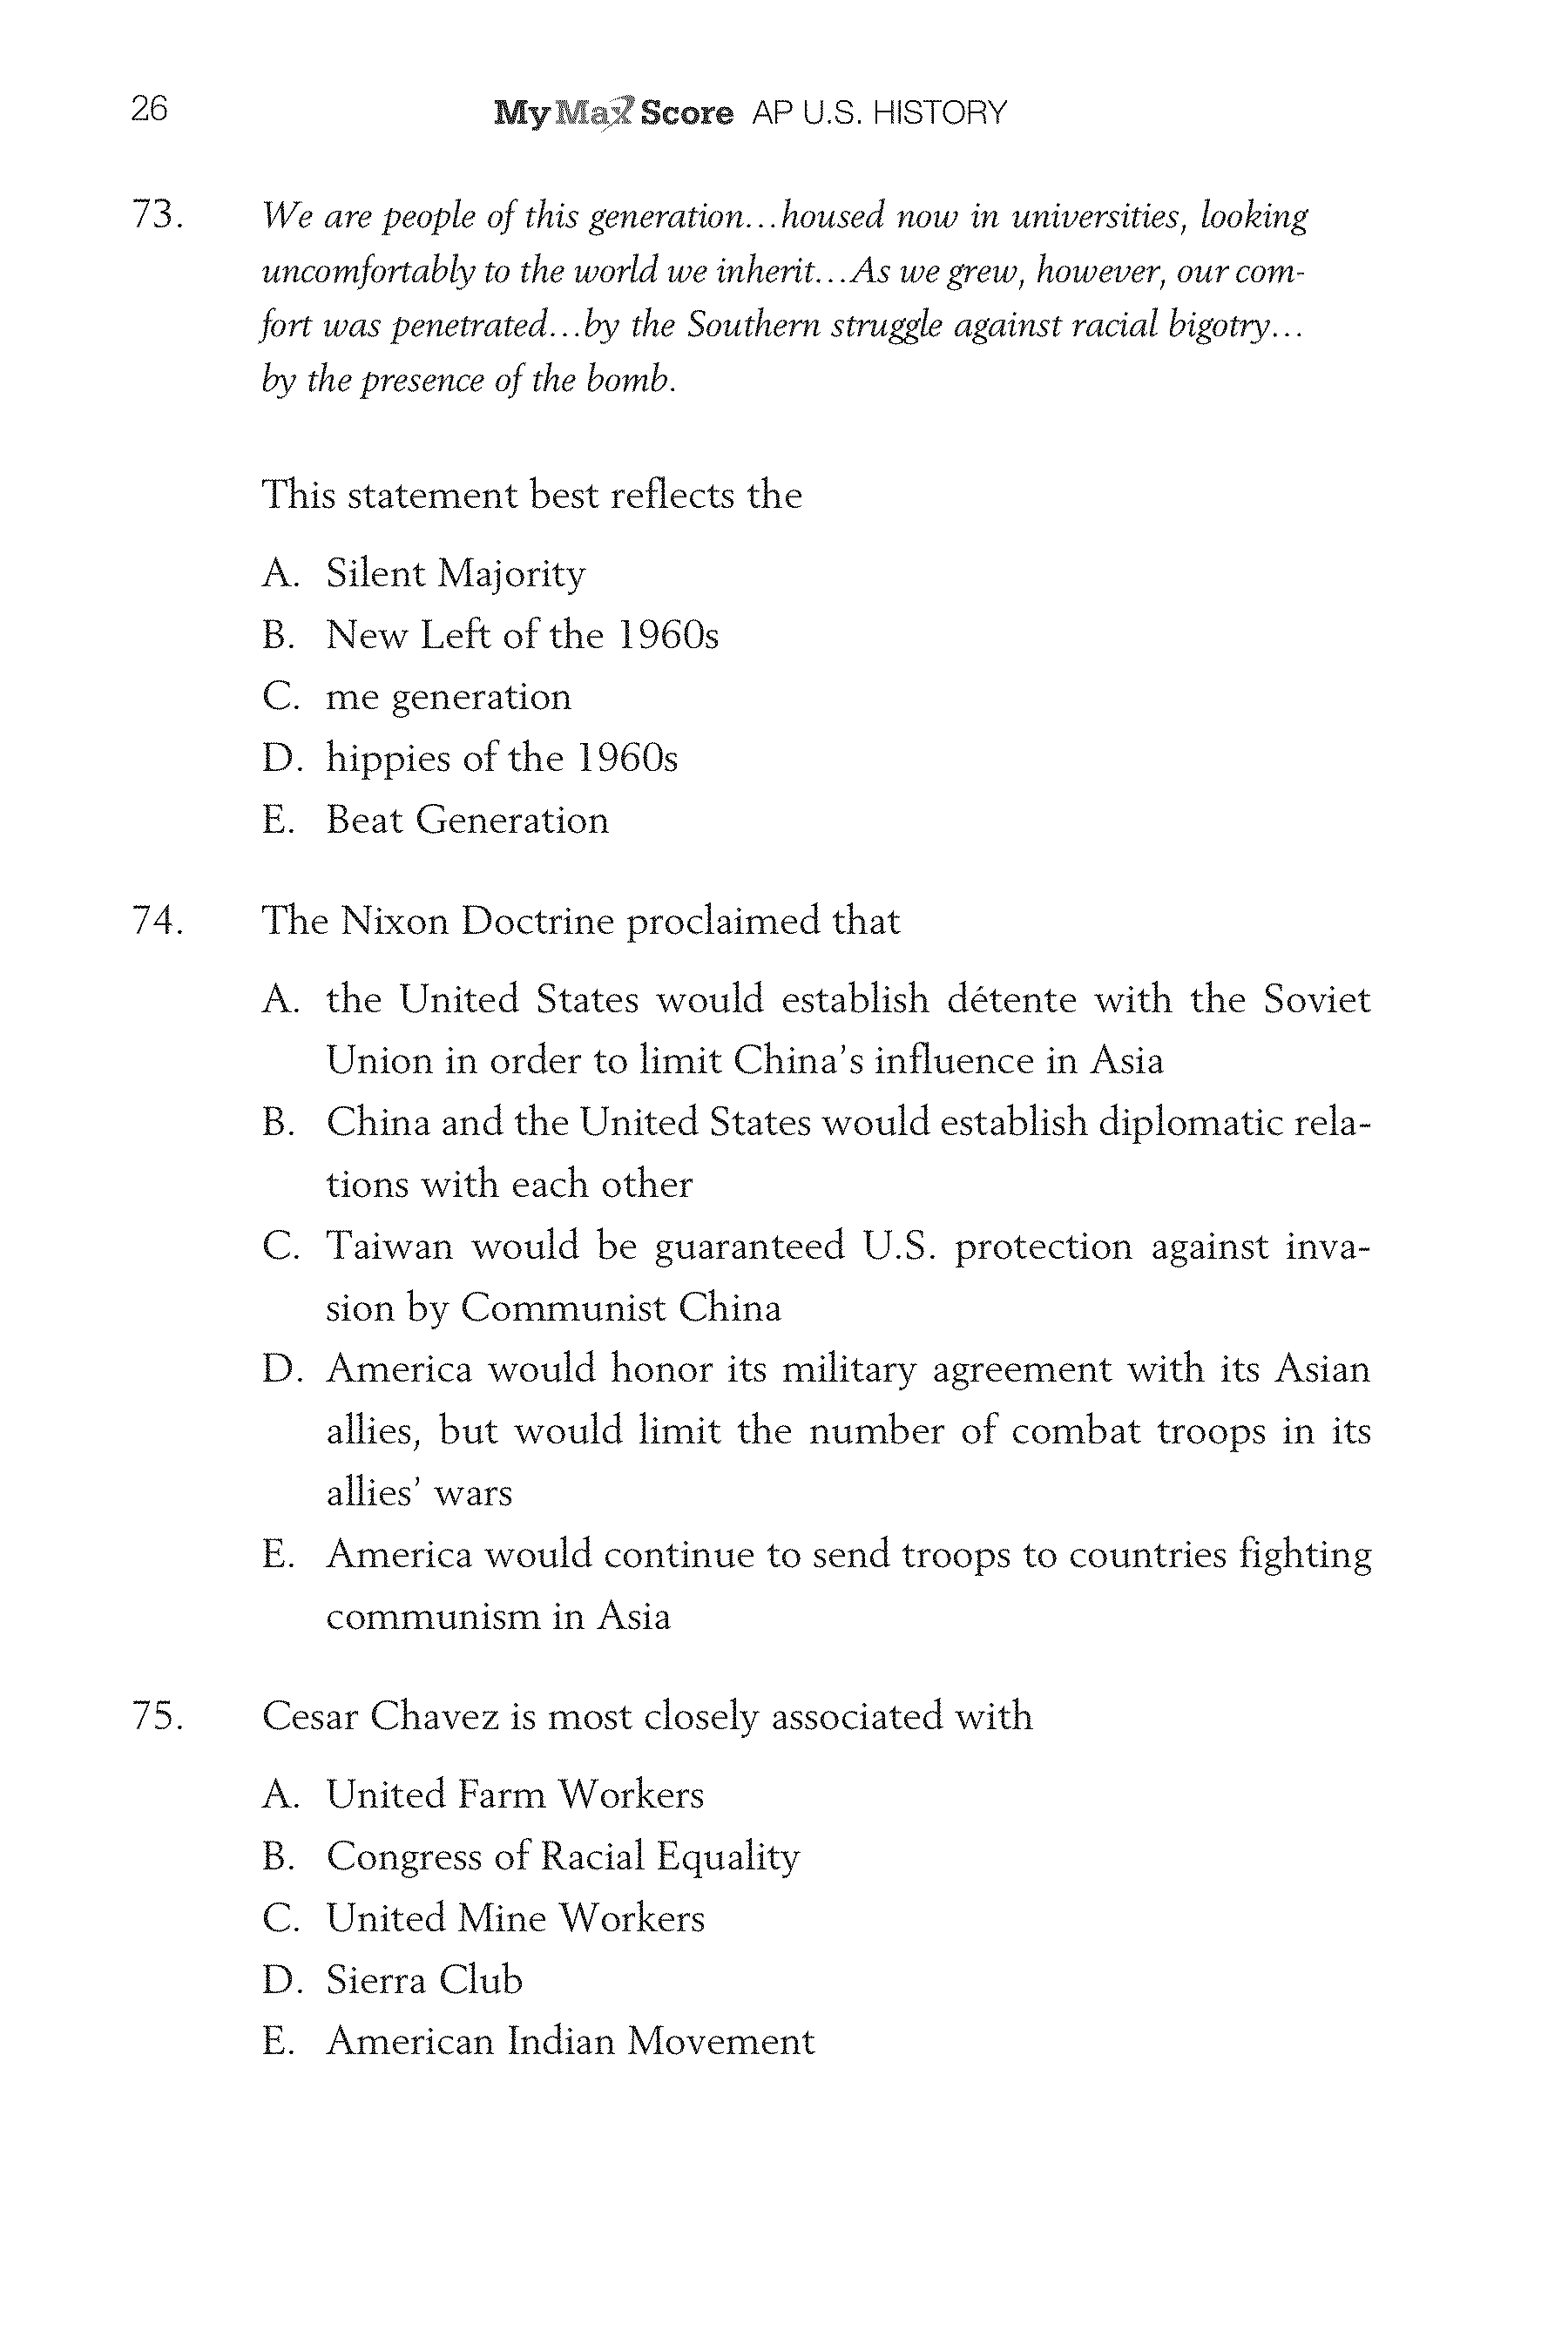 26 MyMaxScore AP U.S. HISTORY
73. We are people of this generation...housed now in universities, looking
uncomfortably to the world we inherit...As we grew, however, our com-
fort was penetrated...by the Southern struggle against racial bigotry...
by the presence of the bomb.
This statement best reflects the
A. Silent Majority
B. New Left of the 1960s
C. me generation
D. hippies of the 1960s
E. Beat Generation
74. The Nixon Doctrine proclaimed that
A. the United States would establish détente with the Soviet
Union in order to limit China's influence in Asia
B. China and the United States would establish diplomatic rela-
tions with each other
C. Taiwan would be guaranteed U.S. protection against inva-
sion by Communist China
D. America would honor its military agreement with its Asian
allies, but would limit the number of combat troops in its
allies' wars
E. America would continue to send troops to countries fighting
communism in Asia
75. Cesar Chavez is most closely associated with
A. United Farm Workers
B. Congress of Racial Equality
C. United Mine Workers
D. Sierra Club
E. American Indian Movement